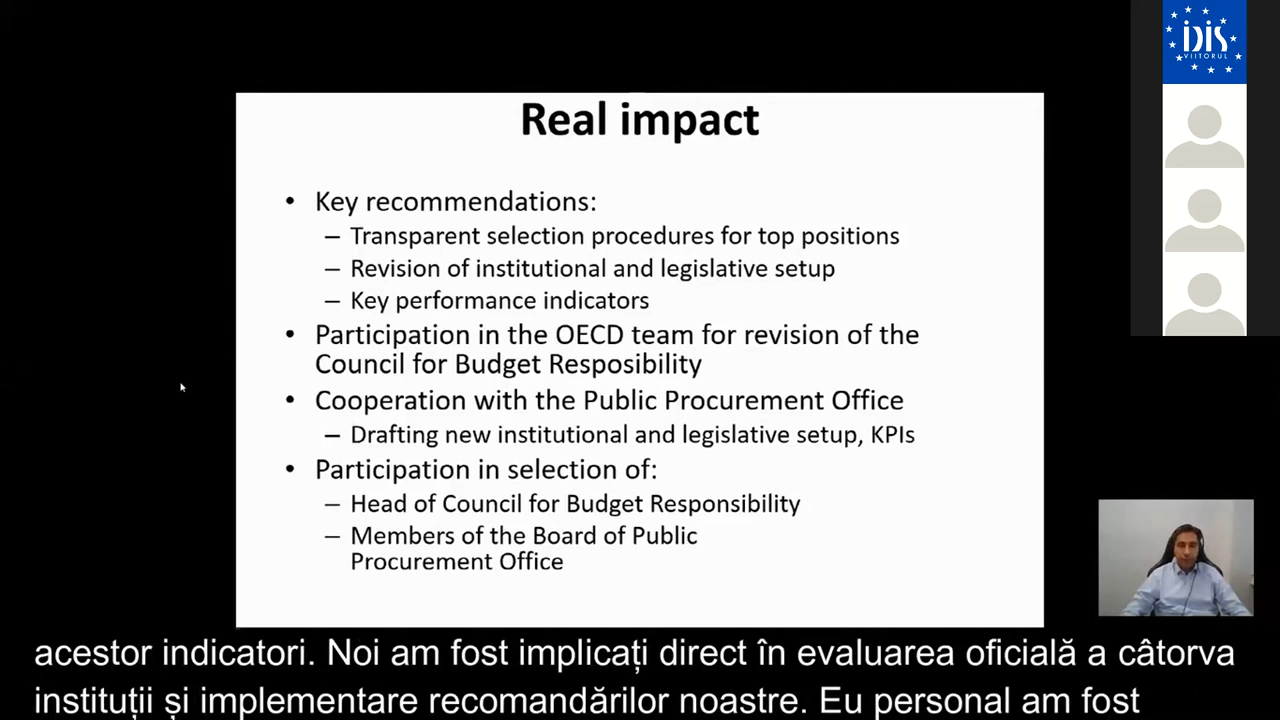 Real impact
• Key recommendations:
– Transparent selection procedures for top positions
– Revision of institutional and legislative setup
– Key performance indicators
• Participation in the OECD team for revision of the
Council for Budget Resposibility
• Cooperation with the Public Procurement Office
– Drafting new institutional and legislative setup, KPIs
• Participation in selection of:
– Head of Council for Budget Responsibility
– Members of the Board of Public
Procurement Office
IDIS
VIITORUL
acestor indicatori. Noi am fost implicați direct în evaluarea oficială a câtorva
instituții și implementare recomandărilor noastre. Eu personal am fost